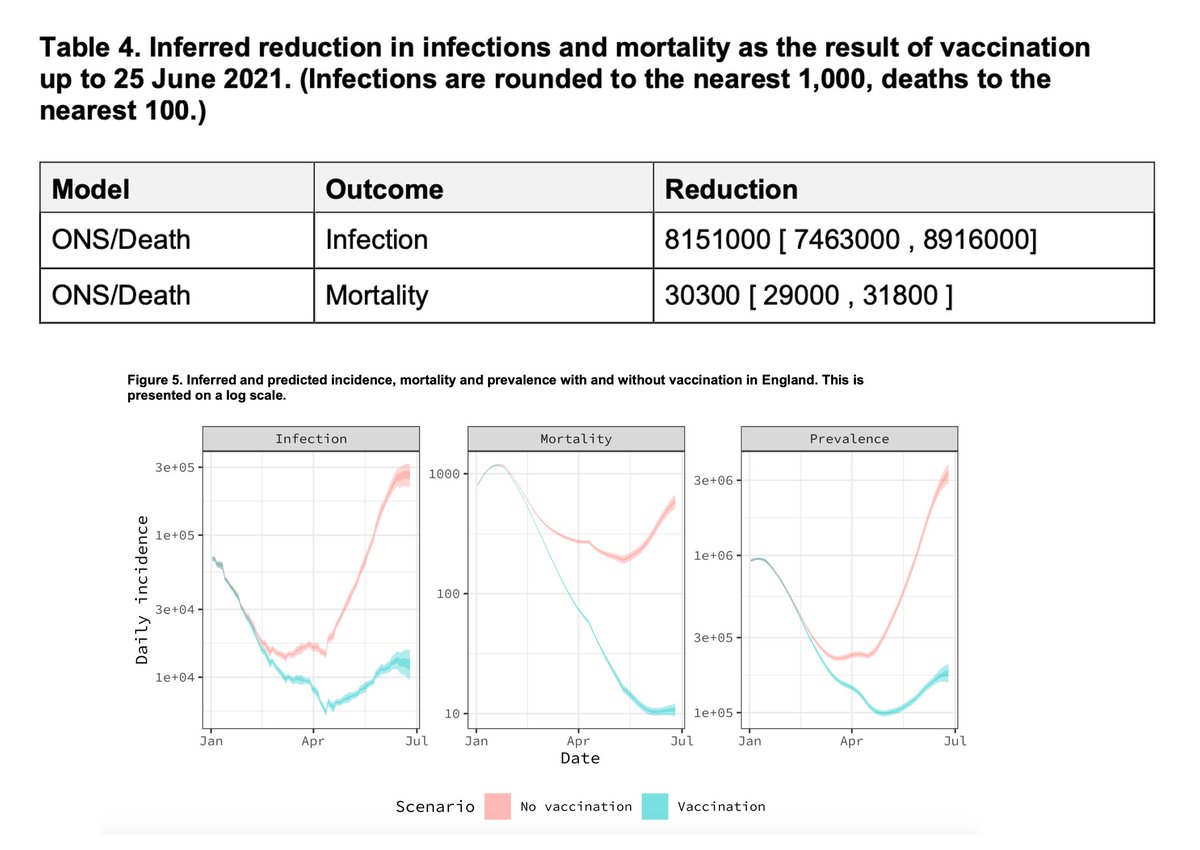 Table 4. Inferred reduction in infections and mortality as the result of vaccination
up to 25 June 2021. (Infections are rounded to the nearest 1,000, deaths to the
nearest 100.)
Model Outcome Reduction
ONS/Death Infection 8151000 [ 7463000 , 8916000]
ONS/Death Mortality 30300 [ 29000 , 31800 ]
Figure 5. Inferred and predicted incidence, mortality and prevalence with and without vaccination in England. This is
presented on a log scale.
Infection
Mortality
Prevalence
Daily incidence
3e+05
1e+05
3e+04
1e+04
Jan Apr Jul
1000
100
10
Jan Apr Jul
3e+06
1e+06
3e+05
1e+05
Jan Apr Jul
Date
Scenario No vaccination Vaccination